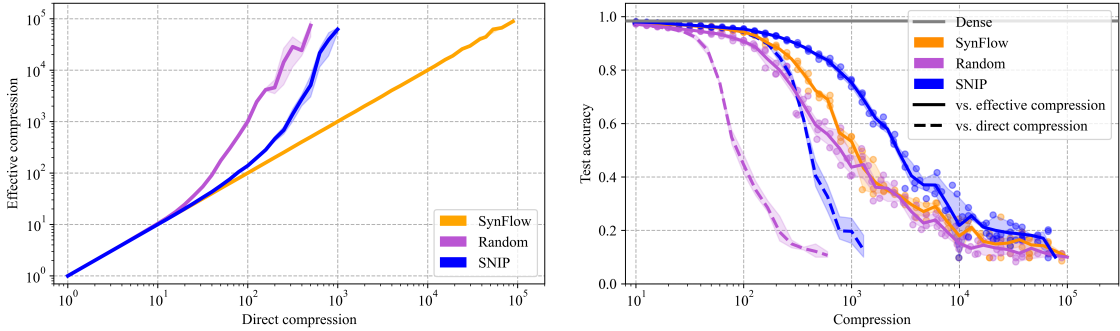 Effective compression
10^5
10^4
10^3
10^2
10^1
10^0
10^0 10^1 10^2 10^3 10^4 10^5
Direct compression
SynFlow
Random
SNIP
Test accuracy
1.0
0.8
0.6
0.4
0.2
0.0
10^1 10^2 10^3 10^4 10^5
Compression
Dense
SynFlow
Random
SNIP
vs. effective compression
vs. direct compression